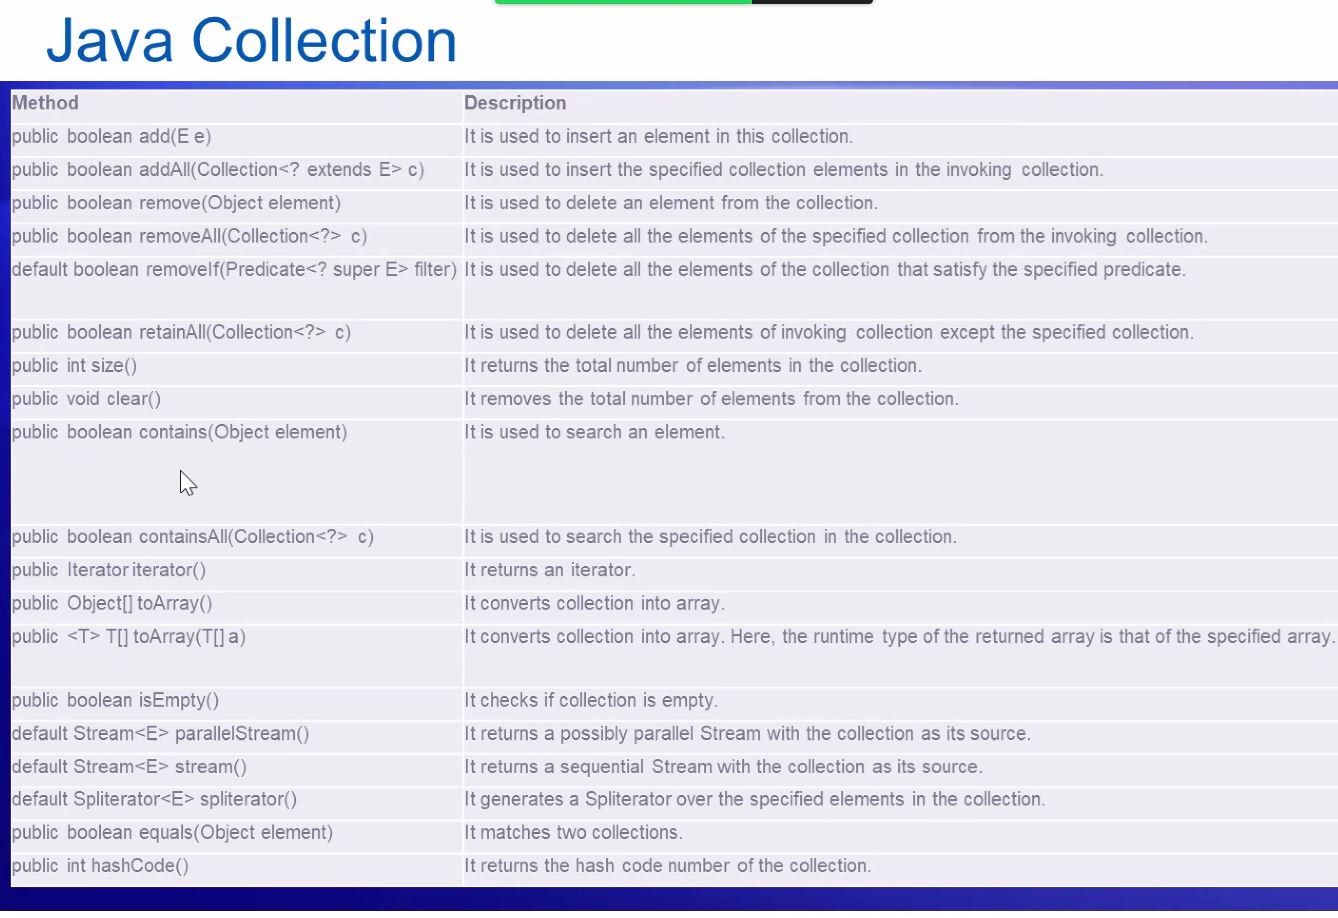 Java Collection
Method Description
public boolean add(E e) It is used to insert an element in this collection.
public boolean addAll(Collection<? extends E> c) It is used to insert the specified collection elements in the invoking collection.
public boolean remove(Object element) It is used to delete an element from the collection.
public boolean removeAll(Collection<?> c) It is used to delete all the elements of the specified collection from the invoking collection.
default boolean removeIf(Predicate<? super E> filter) It is used to delete all the elements of the collection that satisfy the specified predicate.
public boolean retainAll(Collection<?> c) It is used to delete all the elements of invoking collection except the specified collection.
public int size() It returns the total number of elements in the collection.
public void clear() It removes the total number of elements from the collection.
public boolean contains(Object element) It is used to search an element.
public boolean containsAll(Collection<?> c) It is used to search the specified collection in the collection.
public Iterator iterator() It returns an iterator.
public Object[] toArray() It converts collection into array.
public <T> T[] toArray(T[] a) It converts collection into array. Here, the runtime type of the returned array is that of the specified array.
public boolean isEmpty() It checks if collection is empty.
default Stream<E> parallelStream() It returns a possibly parallel Stream with the collection as its source.
default Stream<E> stream() It returns a sequential Stream with the collection as its source.
default Spliterator<E> spliterator() It generates a Spliterator over the specified elements in the collection.
public boolean equals(Object element) It matches two collections.
public int hashCode() It returns the hash code number of the collection.